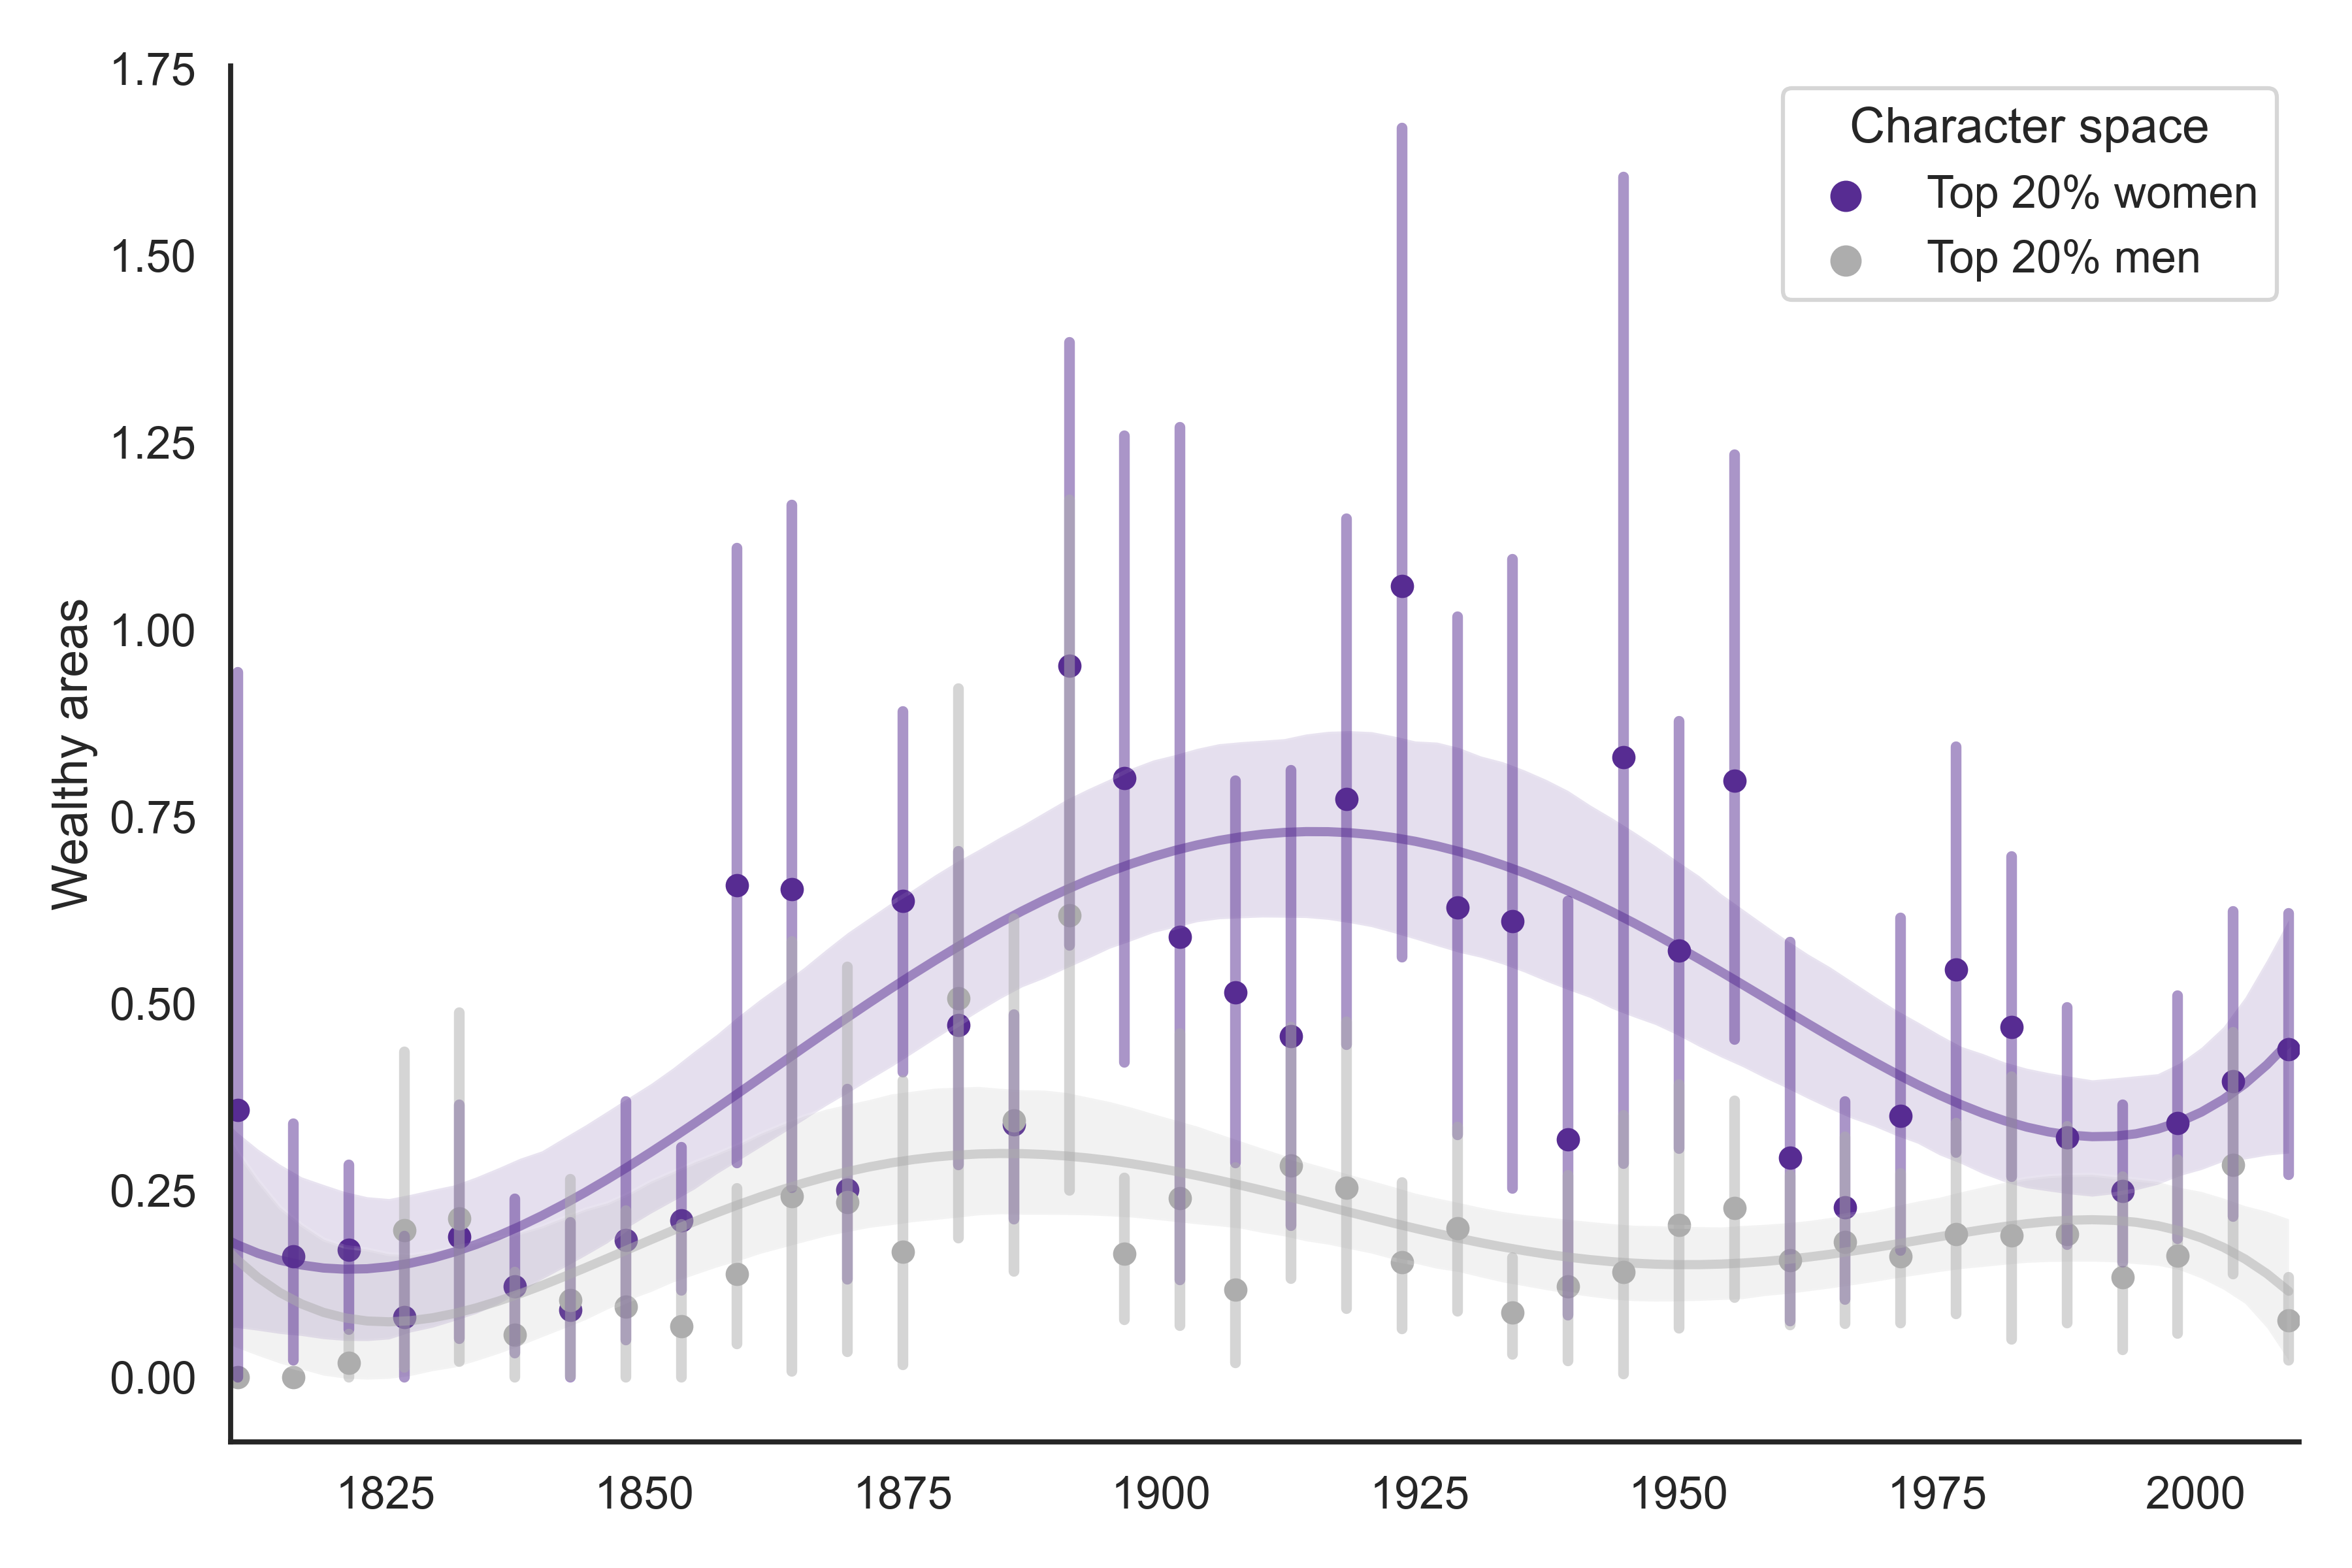 1.75
1.50
1.25
1.00
0.75
0.50
0.25
0.00
Wealthy areas
Character space
Top 20% women
Top 20% men
1825 1850 1875 1900 1925 1950 1975 2000